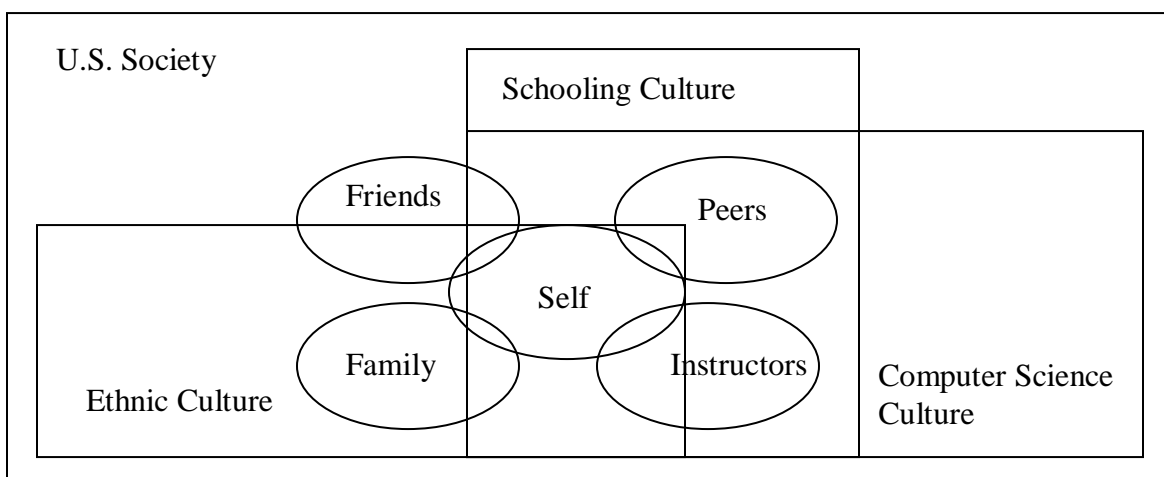 U.S. Society
Schooling Culture
Friends
Peers
Self
Family
Instructors
Ethnic Culture
Computer Science
Culture